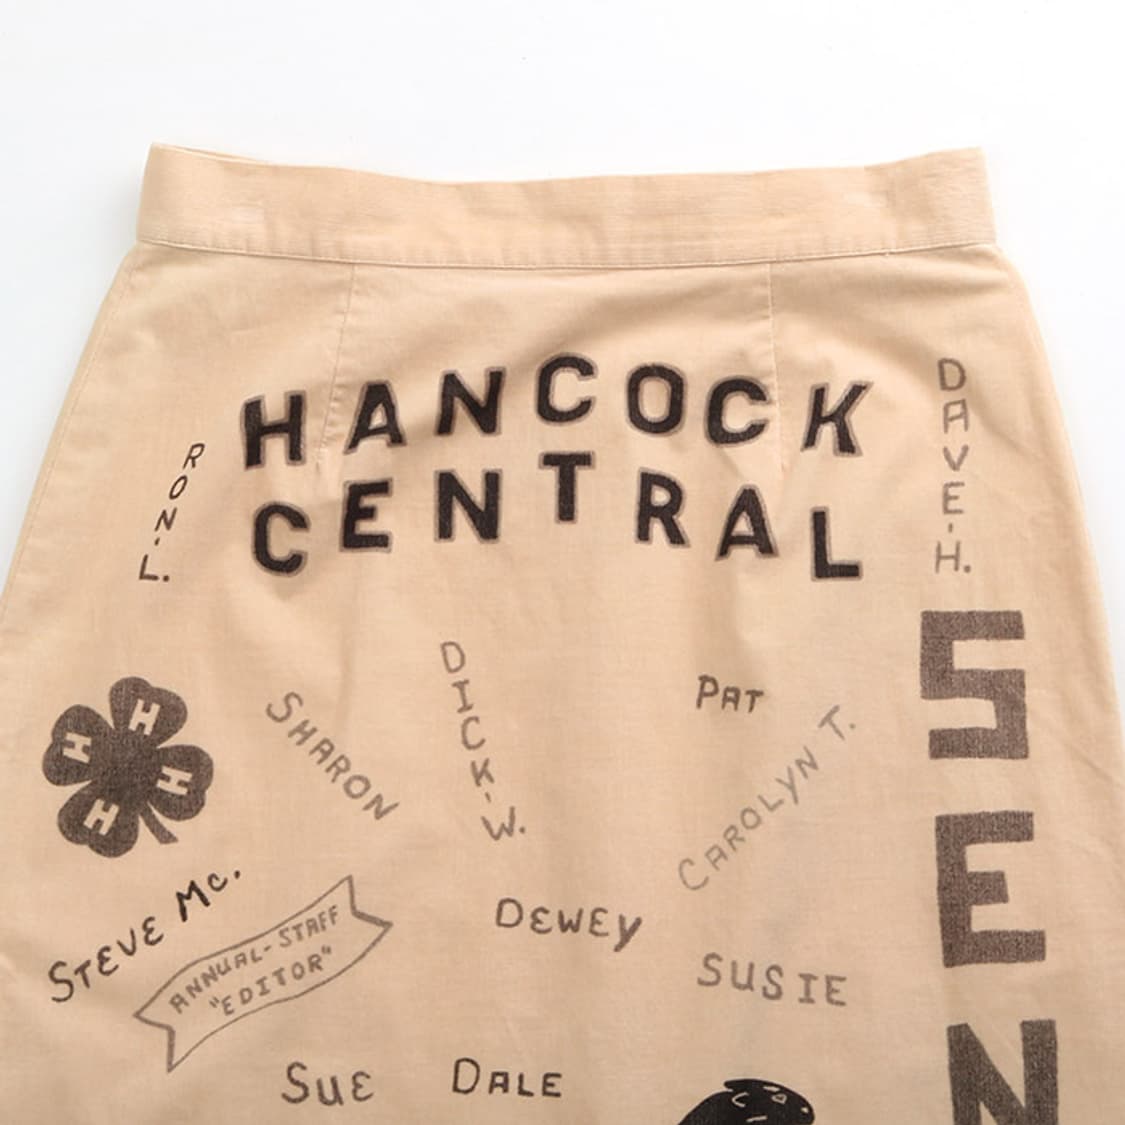 HANCOCK
CENTRAL
RON-L.
DAVE-H.
SEN
H H H H
SHARON
DICK-W.
PAT
CAROLYN T.
STEVE MC.
ANNUAL-STAFF
"EDITOR"
DEWEY
SUSIE
SUE
DALE